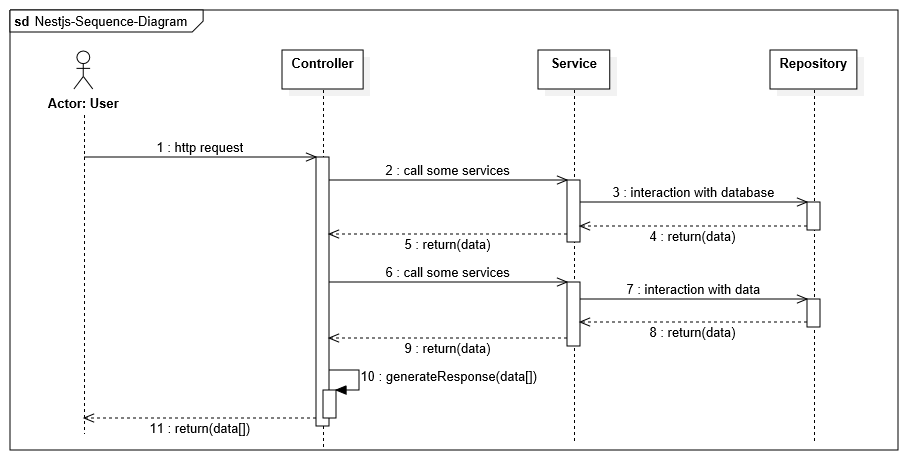 sd Nestjs-Sequence-Diagram
Actor: User
Controller
Service
Repository
1 : http request
2 : call some services
3 : interaction with database
4 : return(data)
5 : return(data)
6 : call some services
7 : interaction with data
8 : return(data)
9 : return(data)
10 : generateResponse(data[])
11 : return(data[])